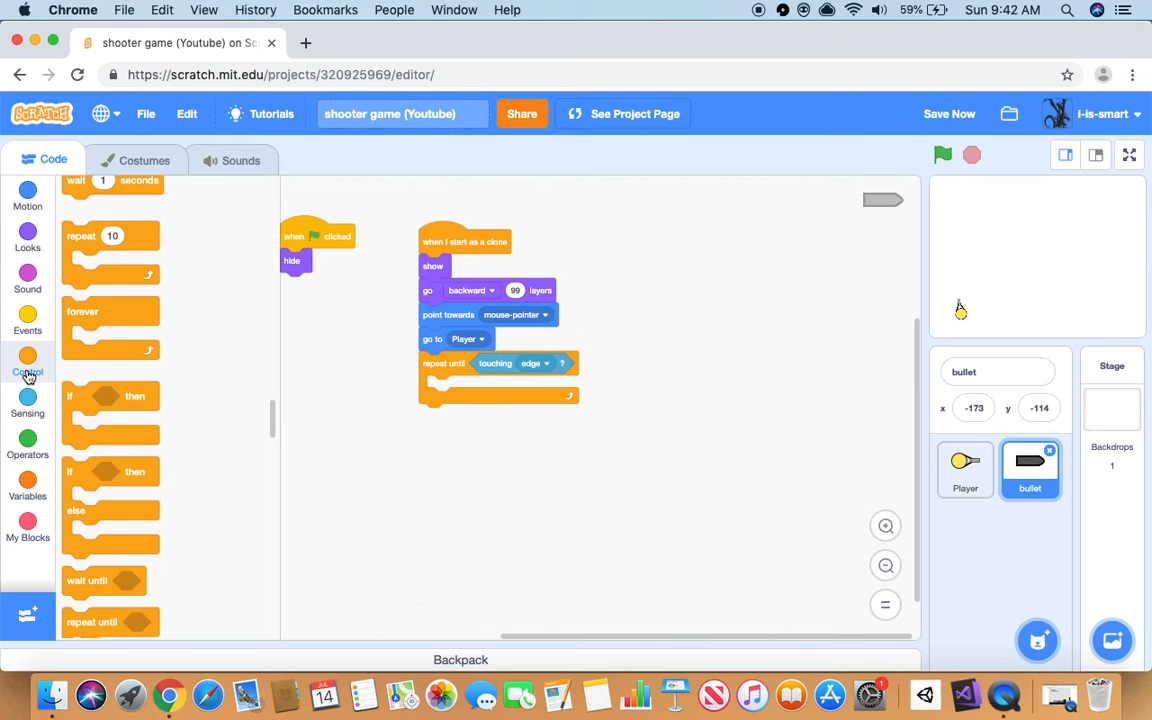 Chrome File Edit View History Bookmarks People Window Help 59% Sun 9:42 AM
shooter game (Youtube) on Sc
https://scratch.mit.edu/projects/320925969/editor/
SCRATCH File Edit Tutorials shooter game (Youtube) Share See Project Page Save Now I-is-smart
Code Costumes Sounds
Motion
Looks
Sound
Events
Control
Sensing
Operators
Variables
My Blocks
wait 1 seconds
repeat 10
forever
if then
if then
else
wait until
repeat until
when clicked
hide
when I start as a clone
show
go backward 99 layers
point towards mouse-pointer
go to Player
repeat until touching edge ?
bullet
x -173 y -114
Player
bullet
Stage
Backdrops
1
Backpack
JUL
14
1